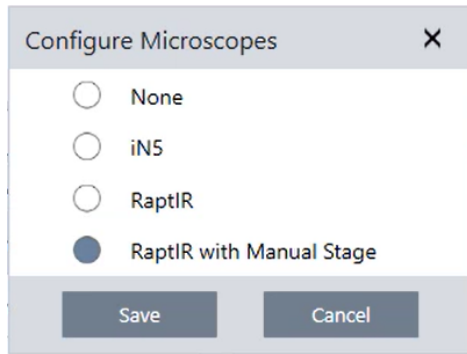 Configure Microscopes
None
iN5
RaptIR
RaptIR with Manual Stage
Save Cancel